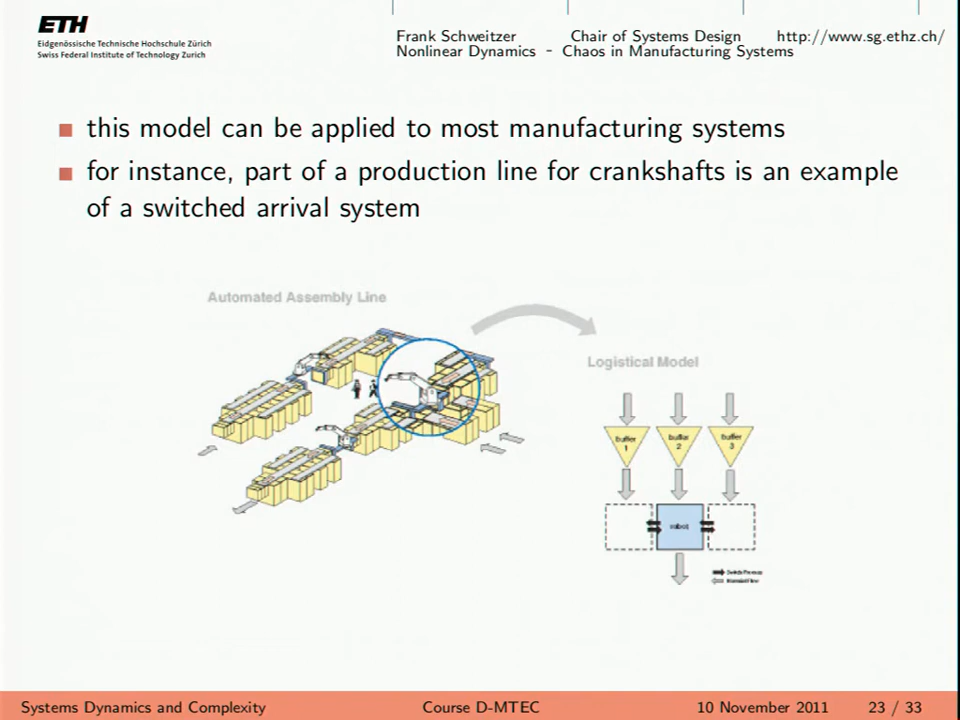 ETH
Eidgenössische Technische Hochschule Zürich
Swiss Federal Institute of Technology Zurich
Frank Schweitzer Chair of Systems Design http://www.sg.ethz.ch/
Nonlinear Dynamics - Chaos in Manufacturing Systems
this model can be applied to most manufacturing systems
for instance, part of a production line for crankshafts is an example
of a switched arrival system
Automated Assembly Line
Logistical Model
buffer 1
buffer 2
buffer 3
robot
Systems Dynamics and Complexity Course D-MTEC 10 November 2011 23 / 33